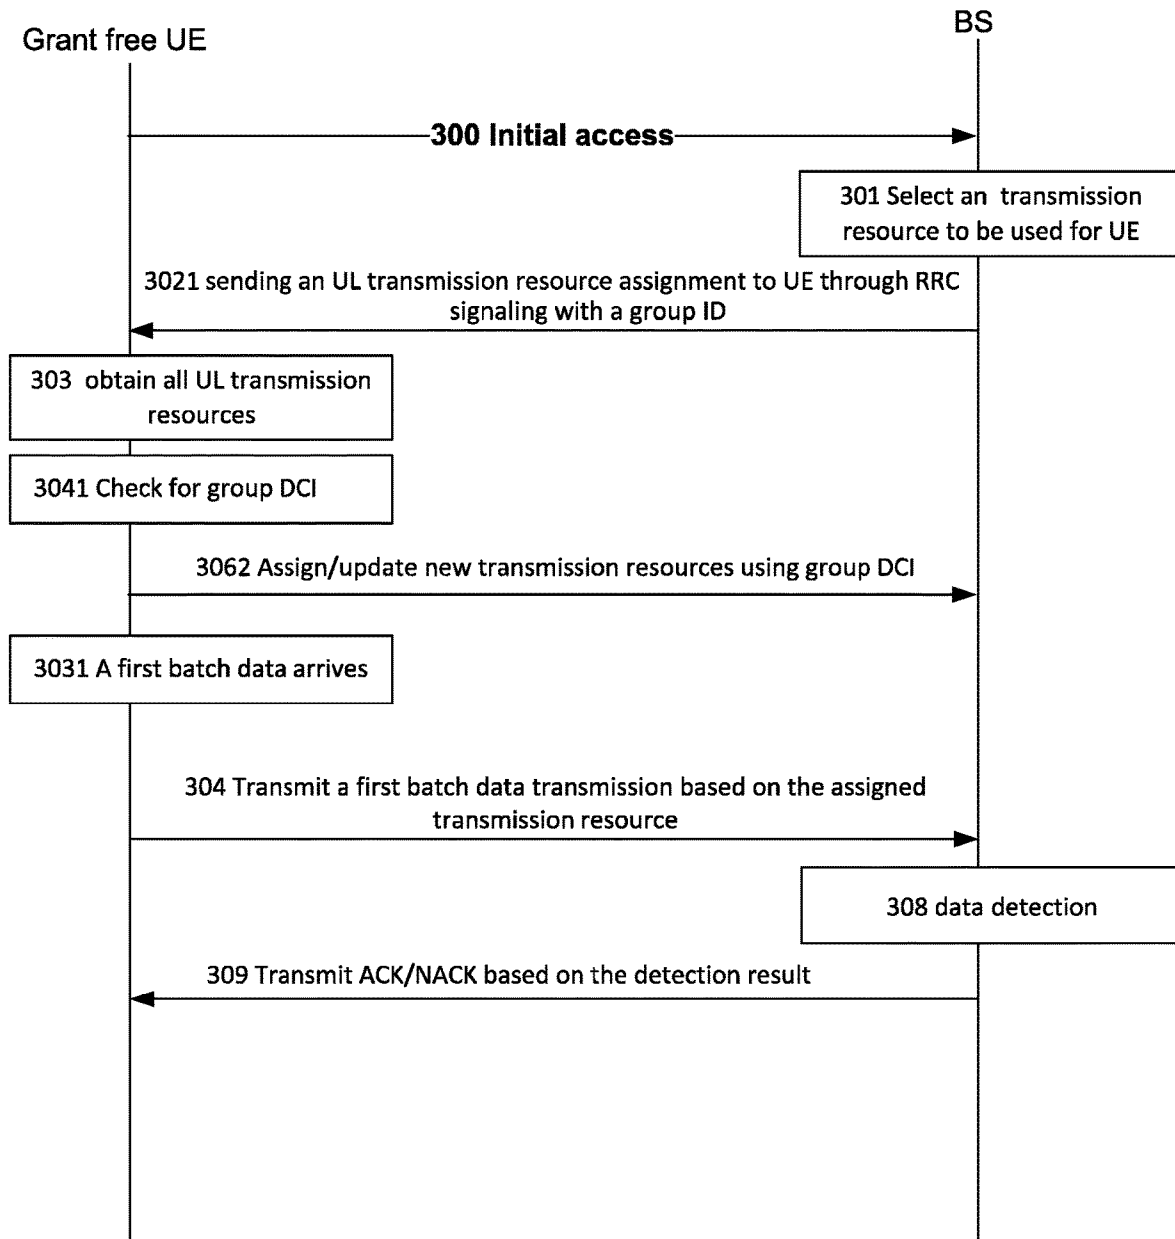 Grant free UE
BS
300 Initial access
301 Select an transmission
resource to be used for UE
3021 sending an UL transmission resource assignment to UE through RRC
signaling with a group ID
303 obtain all UL transmission
resources
3041 Check for group DCI
3062 Assign/update new transmission resources using group DCI
3031 A first batch data arrives
304 Transmit a first batch data transmission based on the assigned
transmission resource
308 data detection
309 Transmit ACK/NACK based on the detection result